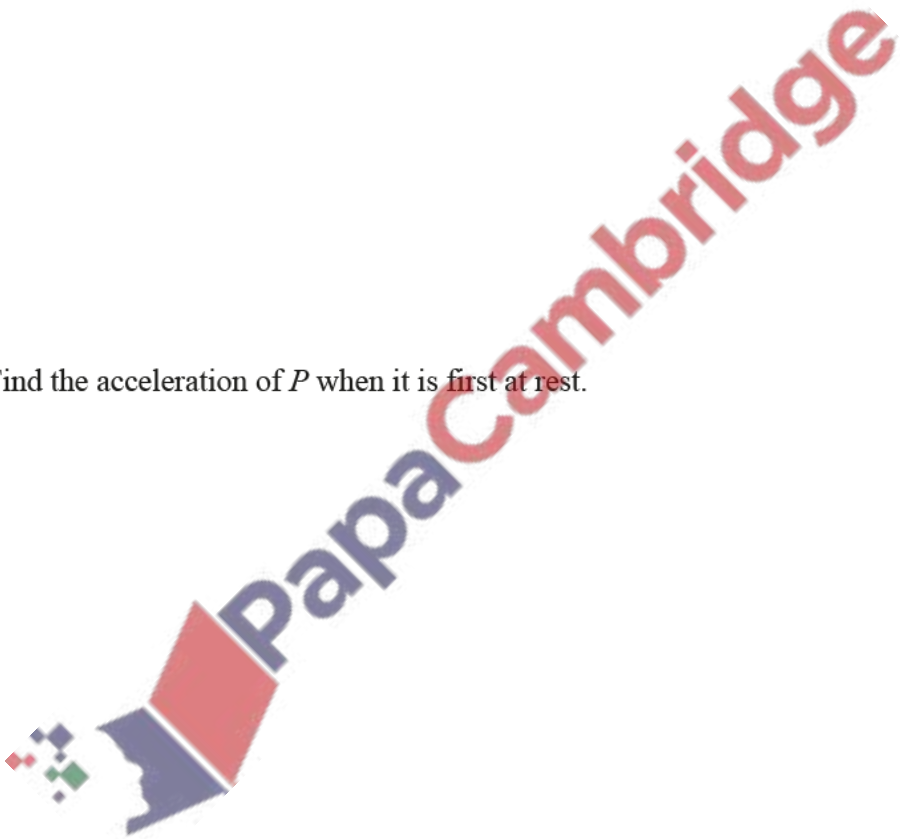 ind the acceleration of P when it is first at rest.
PapaCambridge